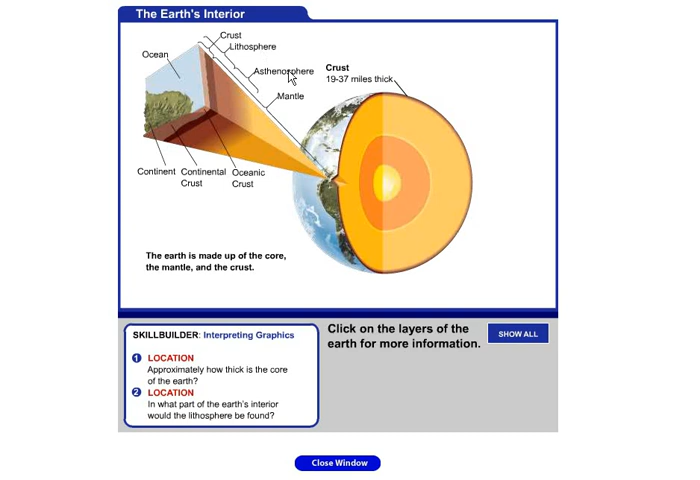 The Earth's Interior
Crust
Lithosphere
Ocean
Asthenosphere
Mantle
Crust
19-37 miles thick
Continent
Continental
Crust
Oceanic
Crust
The earth is made up of the core,
the mantle, and the crust.
SKILLBUILDER: Interpreting Graphics
1 LOCATION
Approximately how thick is the core
of the earth?
2 LOCATION
In what part of the earth's interior
would the lithosphere be found?
Click on the layers of the
earth for more information.
SHOW ALL
Close Window